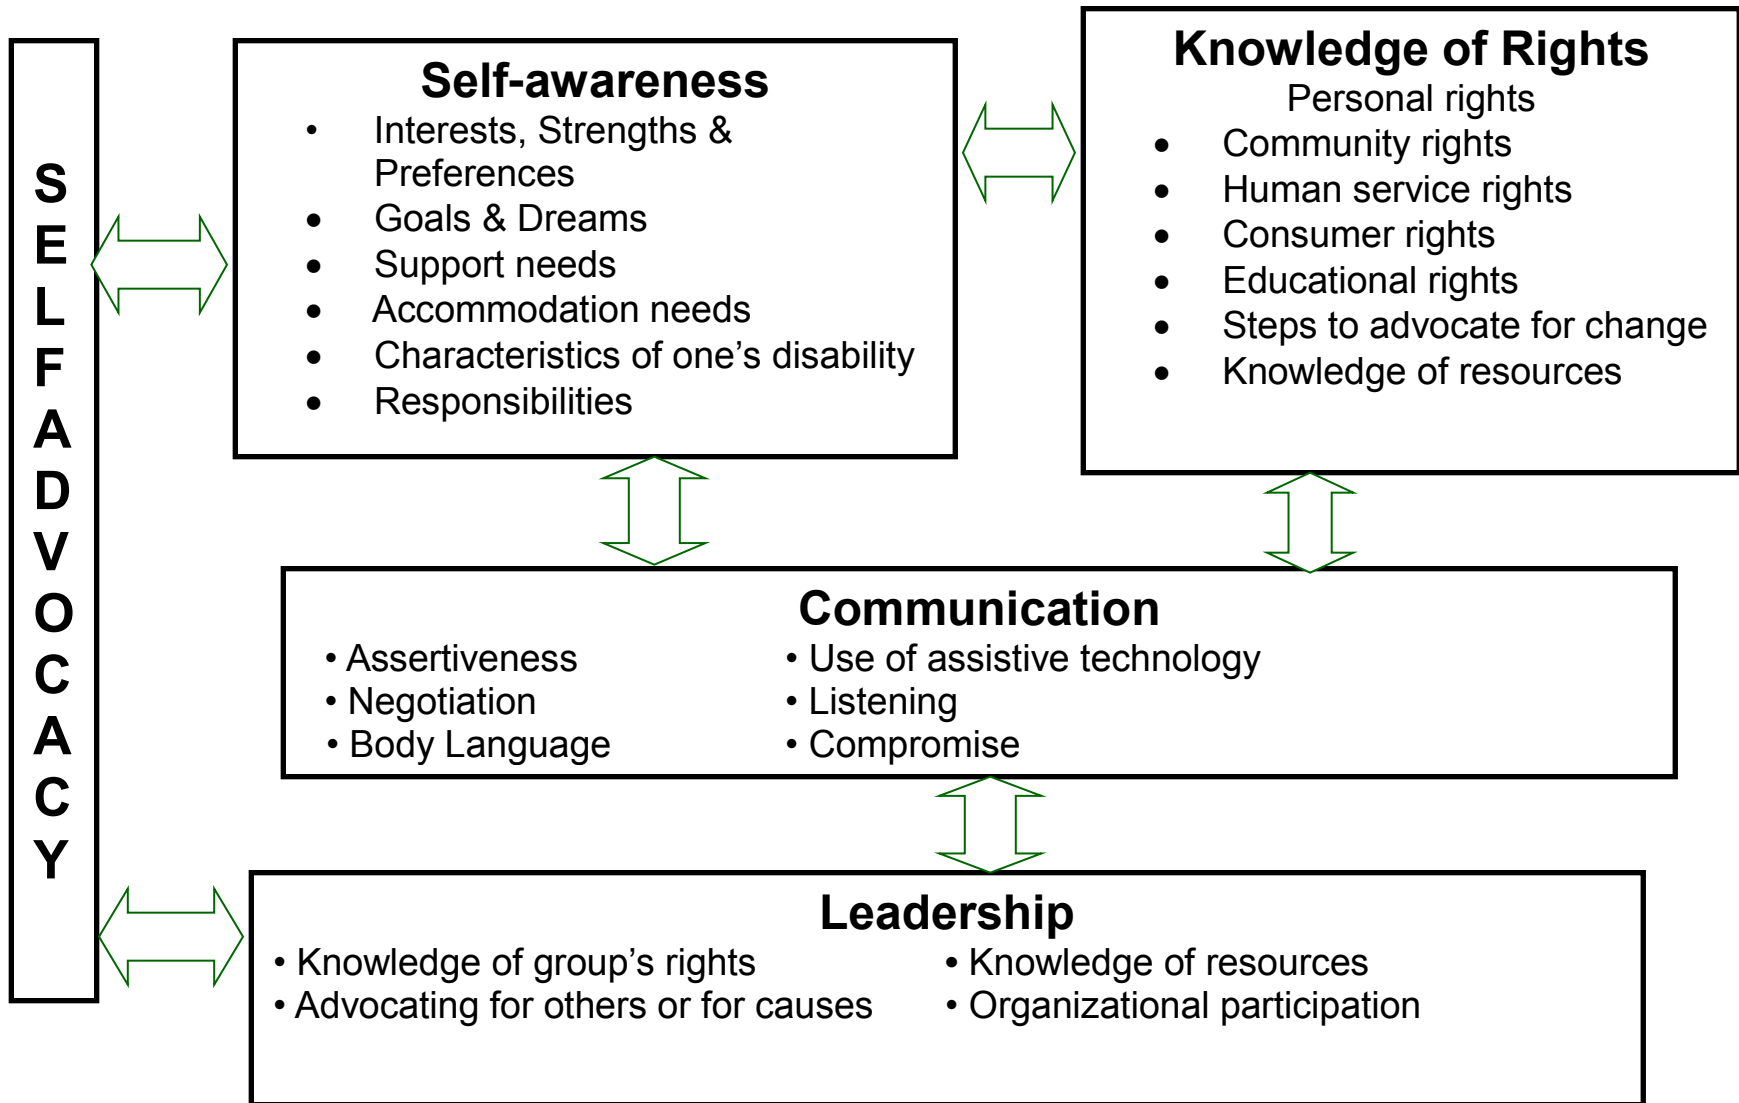 S
E
L
F
A
D
V
O
C
A
C
Y
Self-awareness
• Interests, Strengths &
Preferences
• Goals & Dreams
• Support needs
• Accommodation needs
• Characteristics of one’s disability
• Responsibilities
Knowledge of Rights
Personal rights
• Community rights
• Human service rights
• Consumer rights
• Educational rights
• Steps to advocate for change
• Knowledge of resources
Communication
• Assertiveness
• Negotiation
• Body Language
• Use of assistive technology
• Listening
• Compromise
Leadership
• Knowledge of group’s rights
• Advocating for others or for causes
• Knowledge of resources
• Organizational participation